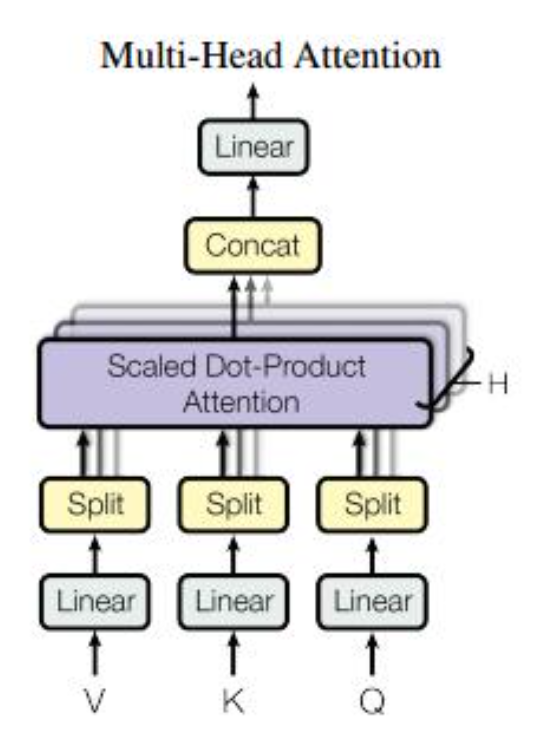 Multi-Head Attention
Linear
Concat
Scaled Dot-Product
Attention
H
Split Split Split
Linear Linear Linear
V K Q